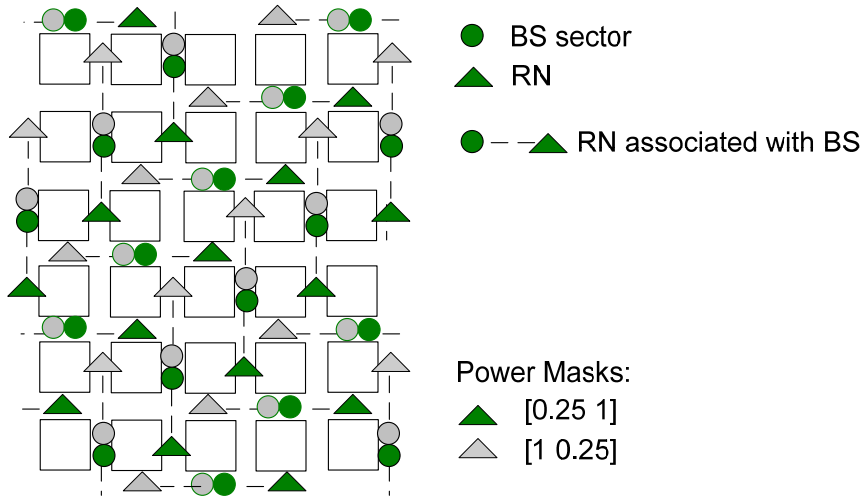 BS sector
RN
RN associated with BS
Power Masks:
[0.25 1]
[1 0.25]